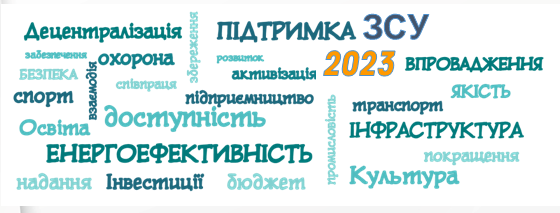 Децентралізація
збереження
ПІДТРИМКА ЗСУ
забезпечення
охорона
розвиток
2023
ВПРОВАДЖЕННЯ
БЕЗПЕКА
взаємодія
співпраця
активізація
ЯКІСТЬ
спорт
підприємництво
транспорт
Освіта
доступність
промисловість
ІНФРАСТРУКТУРА
ЕНЕРГОЕФЕКТИВНІСТЬ
покращення
надання
Інвестиції
бюджет
Культура